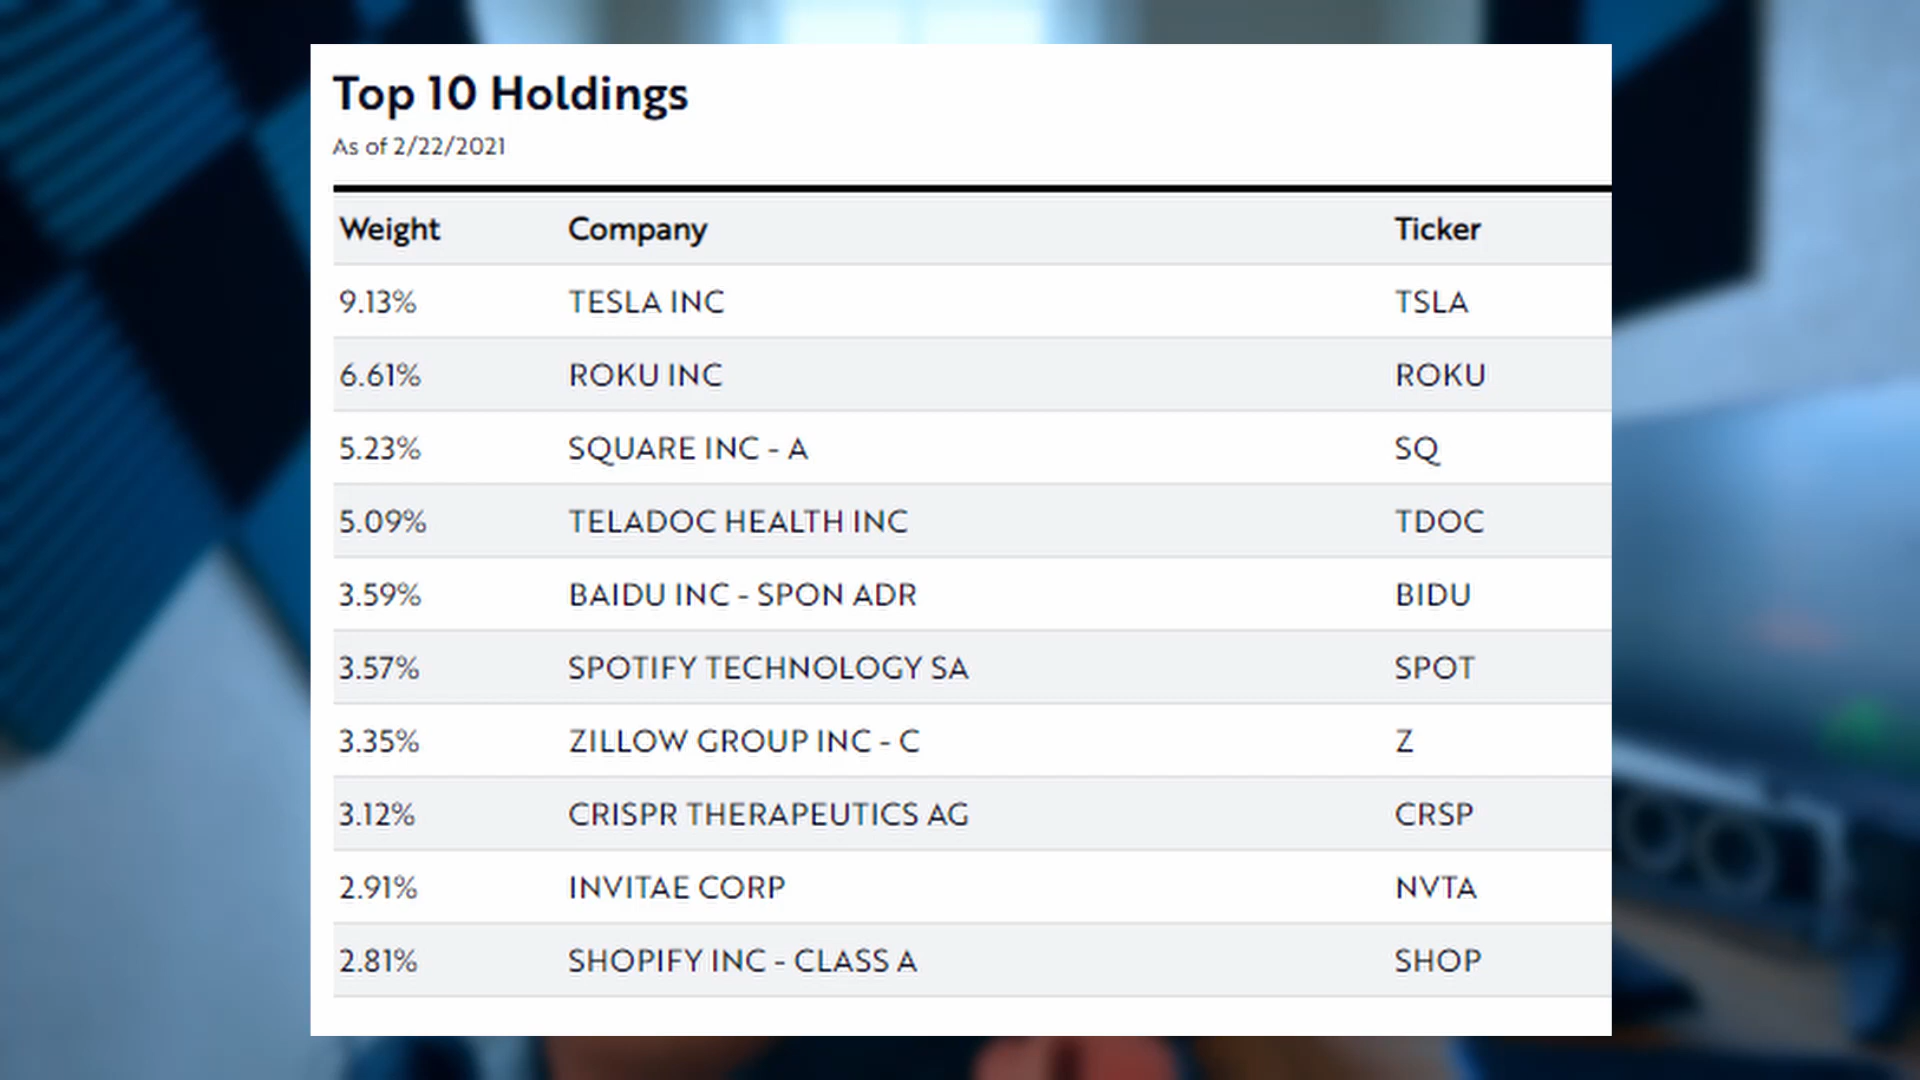 Top 10 Holdings
As of 2/22/2021
Weight Company Ticker
9.13% TESLA INC TSLA
6.61% ROKU INC ROKU
5.23% SQUARE INC - A SQ
5.09% TELADOC HEALTH INC TDOC
3.59% BAIDU INC - SPON ADR BIDU
3.57% SPOTIFY TECHNOLOGY SA SPOT
3.35% ZILLOW GROUP INC - C Z
3.12% CRISPR THERAPEUTICS AG CRSP
2.91% INVITAE CORP NVTA
2.81% SHOPIFY INC - CLASS A SHOP